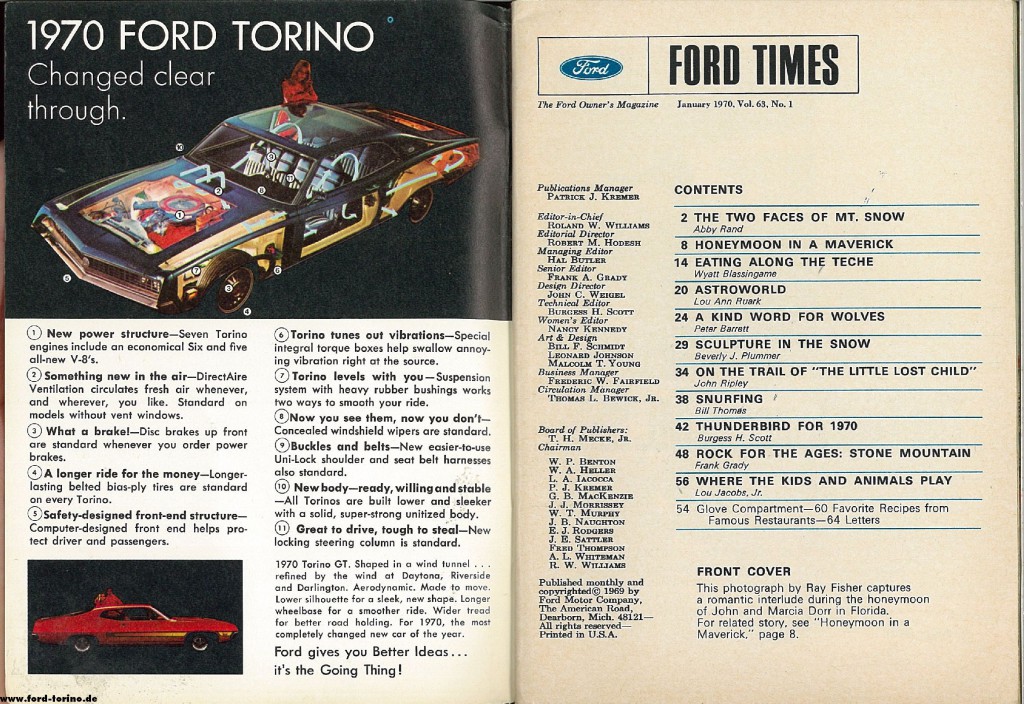 1970 FORD TORINO
Changed clear
through.
① New power structure—Seven Torino
engines include an economical Six and five
all-new V-8's.
② Something new in the air—DirectAire
Ventilation circulates fresh air whenever,
and wherever, you like. Standard on
models without vent windows.
③ What a brake!—Disc brakes up front
are standard whenever you order power
brakes.
④ A longer ride for the money—Longer-
lasting belted bias-ply tires are standard
on every Torino.
⑤ Safety-designed front-end structure—
Computer-designed front end helps pro-
tect driver and passengers.
⑥ Torino tunes out vibrations—Special
integral torque boxes help swallow annoy-
ing vibration right at the source.
⑦ Torino levels with you—Suspension
system with heavy rubber bushings works
two ways to smooth your ride.
⑧ Now you see them, now you don't—
Concealed windshield wipers are standard.
⑨ Buckles and belts—New easier-to-use
Uni-Lock shoulder and seat belt harnesses
also standard.
⑩ New body—ready, willing and stable
—All Torinos are built lower and sleeker
with a solid, super-strong unitized body.
⑪ Great to drive, tough to steal—New
locking steering column is standard.
1970 Torino GT. Shaped in a wind tunnel . . .
refined by the wind at Daytona, Riverside
and Darlington. Aerodynamic. Made to move.
Lower silhouette for a sleek, new shape. Longer
wheelbase for a smoother ride. Wider tread
for better road holding. For 1970, the most
completely changed new car of the year.
Ford gives you Better Ideas . . .
it's the Going Thing!
www.ford-torino.de
Ford
FORD TIMES
The Ford Owner's Magazine January 1970, Vol. 63, No. 1
Publications Manager
PATRICK J. KREMER
Editor-in-Chief
ROLAND W. WILLIAMS
Editorial Director
ROBERT M. HODESH
Managing Editor
HAL BUTLER
Senior Editor
FRANK A. GRADY
Design Director
JOHN C. WEIGEL
Technical Editor
BURGESS H. SCOTT
Women's Editor
NANCY KENNEDY
Art & Design
BILL F. SCHMIDT
LEONARD JOHNSON
MALCOLM T. YOUNG
Business Manager
FREDERIC W. FAIRFIELD
Circulation Manager
THOMAS L. BEWICK, JR.
Board of Publishers:
T. H. MECKE, JR.
Chairman
W. P. BENTON
W. A. HELLER
L. A. IACOCCA
P. J. KREMER
G. B. MACKENZIE
J. J. MORRISSEY
W. T. MURPHY
J. B. NAUGHTON
E. J. RODGERS
J. E. SATTLER
FRED THOMPSON
A. L. WHITEMAN
R. W. WILLIAMS
Published monthly and
copyrighted© 1969 by
Ford Motor Company,
The American Road,
Dearborn, Mich. 48121—
All rights reserved—
Printed in U.S.A.
CONTENTS
2 THE TWO FACES OF MT. SNOW
Abby Rand
8 HONEYMOON IN A MAVERICK
14 EATING ALONG THE TECHE
Wyatt Blassingame
20 ASTROWORLD
Lou Ann Ruark
24 A KIND WORD FOR WOLVES
Peter Barrett
29 SCULPTURE IN THE SNOW
Beverly J. Plummer
34 ON THE TRAIL OF "THE LITTLE LOST CHILD"
John Ripley
38 SNURFING
Bill Thomas
42 THUNDERBIRD FOR 1970
Burgess H. Scott
48 ROCK FOR THE AGES: STONE MOUNTAIN
Frank Grady
56 WHERE THE KIDS AND ANIMALS PLAY
Lou Jacobs, Jr.
54 Glove Compartment—60 Favorite Recipes from
Famous Restaurants—64 Letters
FRONT COVER
This photograph by Ray Fisher captures
a romantic interlude during the honeymoon
of John and Marcia Dorr in Florida.
For related story, see "Honeymoon in a
Maverick," page 8.